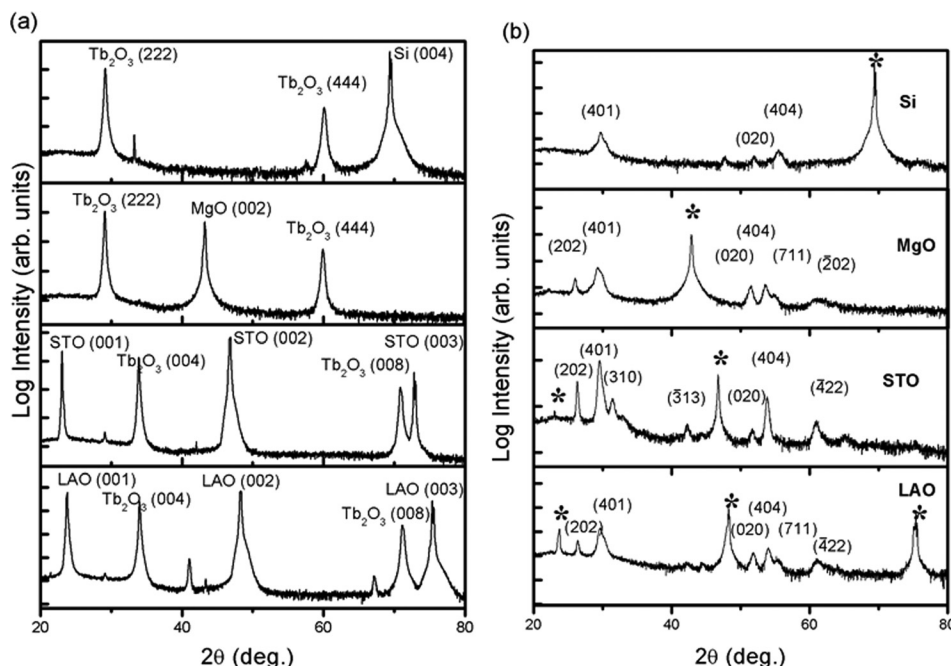 (a)
Log Intensity (arb. units)
Tb₂O₃ (222)
Tb₂O₃ (444)
Si (004)
Tb₂O₃ (222)
MgO (002)
Tb₂O₃ (444)
STO (001)
Tb₂O₃ (004)
STO (002)
STO (003)
Tb₂O₃ (008)
LAO (001)
Tb₂O₃ (004)
LAO (002)
LAO (003)
Tb₂O₃ (008)
20 40 60 80
2θ (deg.)
(b)
Log Intensity (arb. units)
*
Si
(401)
(404)
(020)
*
MgO
(401)
(202)
(404)
(020)
(711)
(2̄02)
STO
(401)
(404)
*
*
(202)
(310)
(3̄13)
(020)
(4̄22)
LAO
*
*
*
(401)
(202)
(404)
(020)
(711)
(4̄22)
20 30 40 50 60 70 80
2θ (deg.)